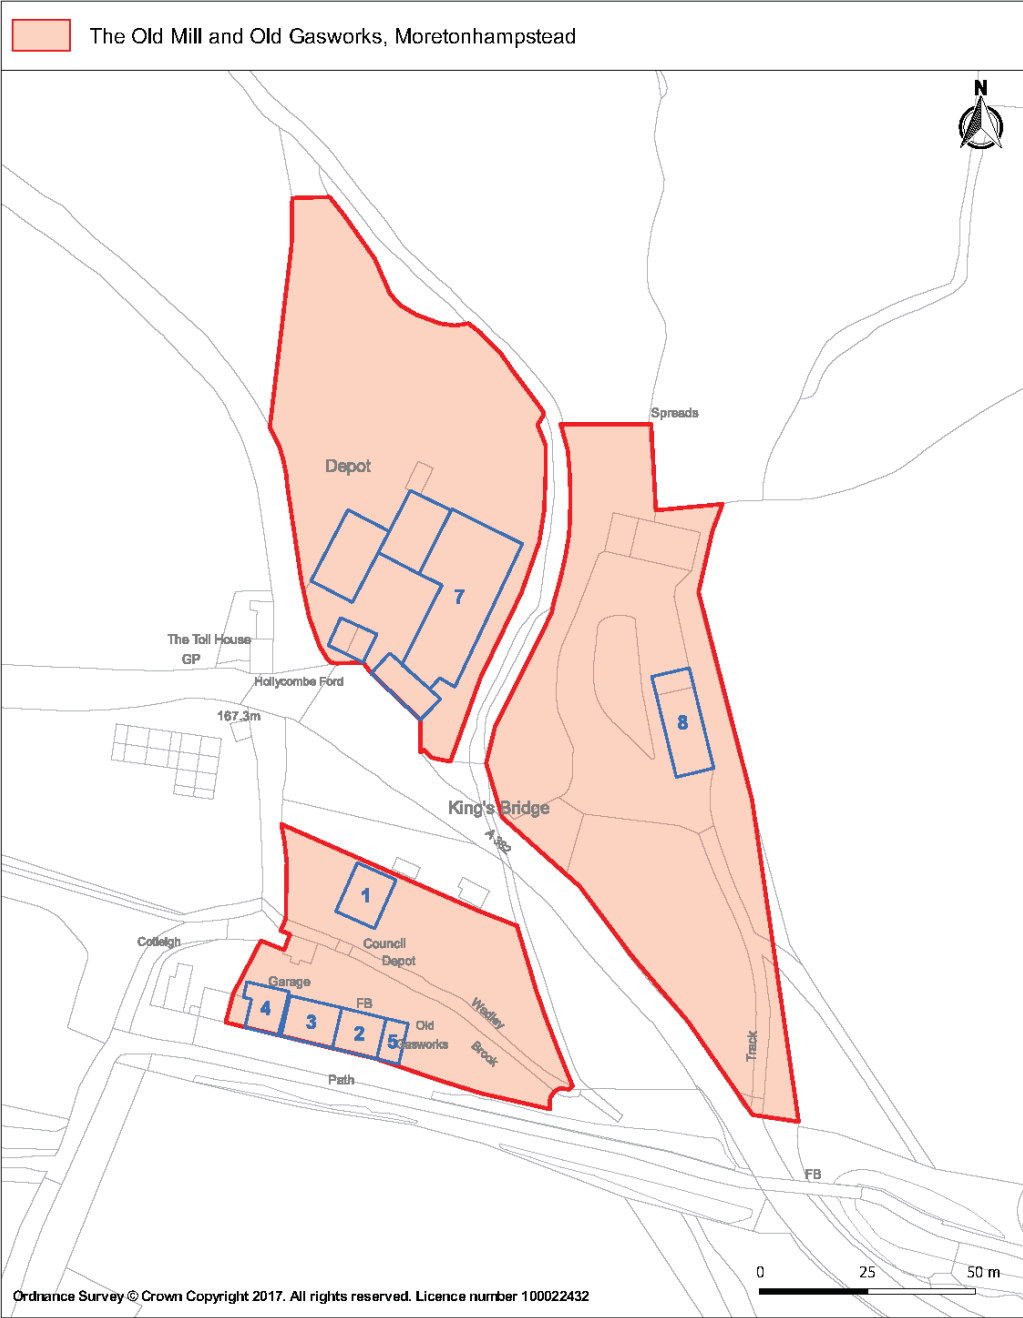 The Old Mill and Old Gasworks, Moretonhampstead
N
Spreads
Depot
7
The Toll House
GP
Hollycombe Ford
167.3m
8
King's Bridge
A 382
1
Council
Depot
Cotleigh
Garage
FB
Wadley
Brook
4
3
2
5
Old
Gasworks
Track
Path
FB
0 25 50 m
Ordnance Survey © Crown Copyright 2017. All rights reserved. Licence number 100022432